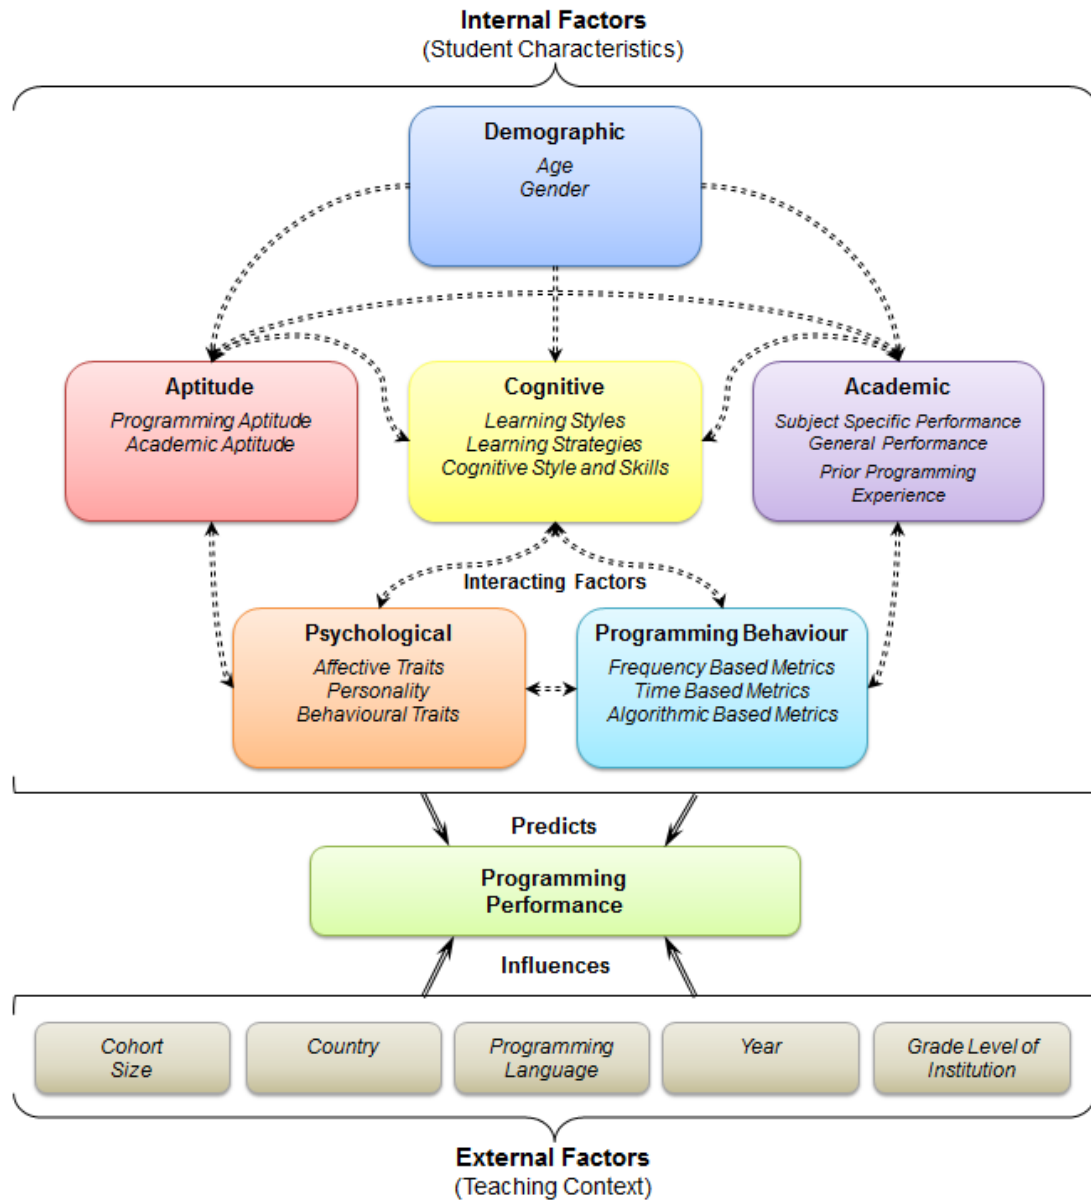 Internal Factors
(Student Characteristics)
Demographic
Age
Gender
Aptitude
Programming Aptitude
Academic Aptitude
Cognitive
Learning Styles
Learning Strategies
Cognitive Style and Skills
Academic
Subject Specific Performance
General Performance
Prior Programming
Experience
Interacting Factors
Psychological
Affective Traits
Personality
Behavioural Traits
Programming Behaviour
Frequency Based Metrics
Time Based Metrics
Algorithmic Based Metrics
Predicts
Programming
Performance
Influences
Cohort
Size
Country
Programming
Language
Year
Grade Level of
Institution
External Factors
(Teaching Context)